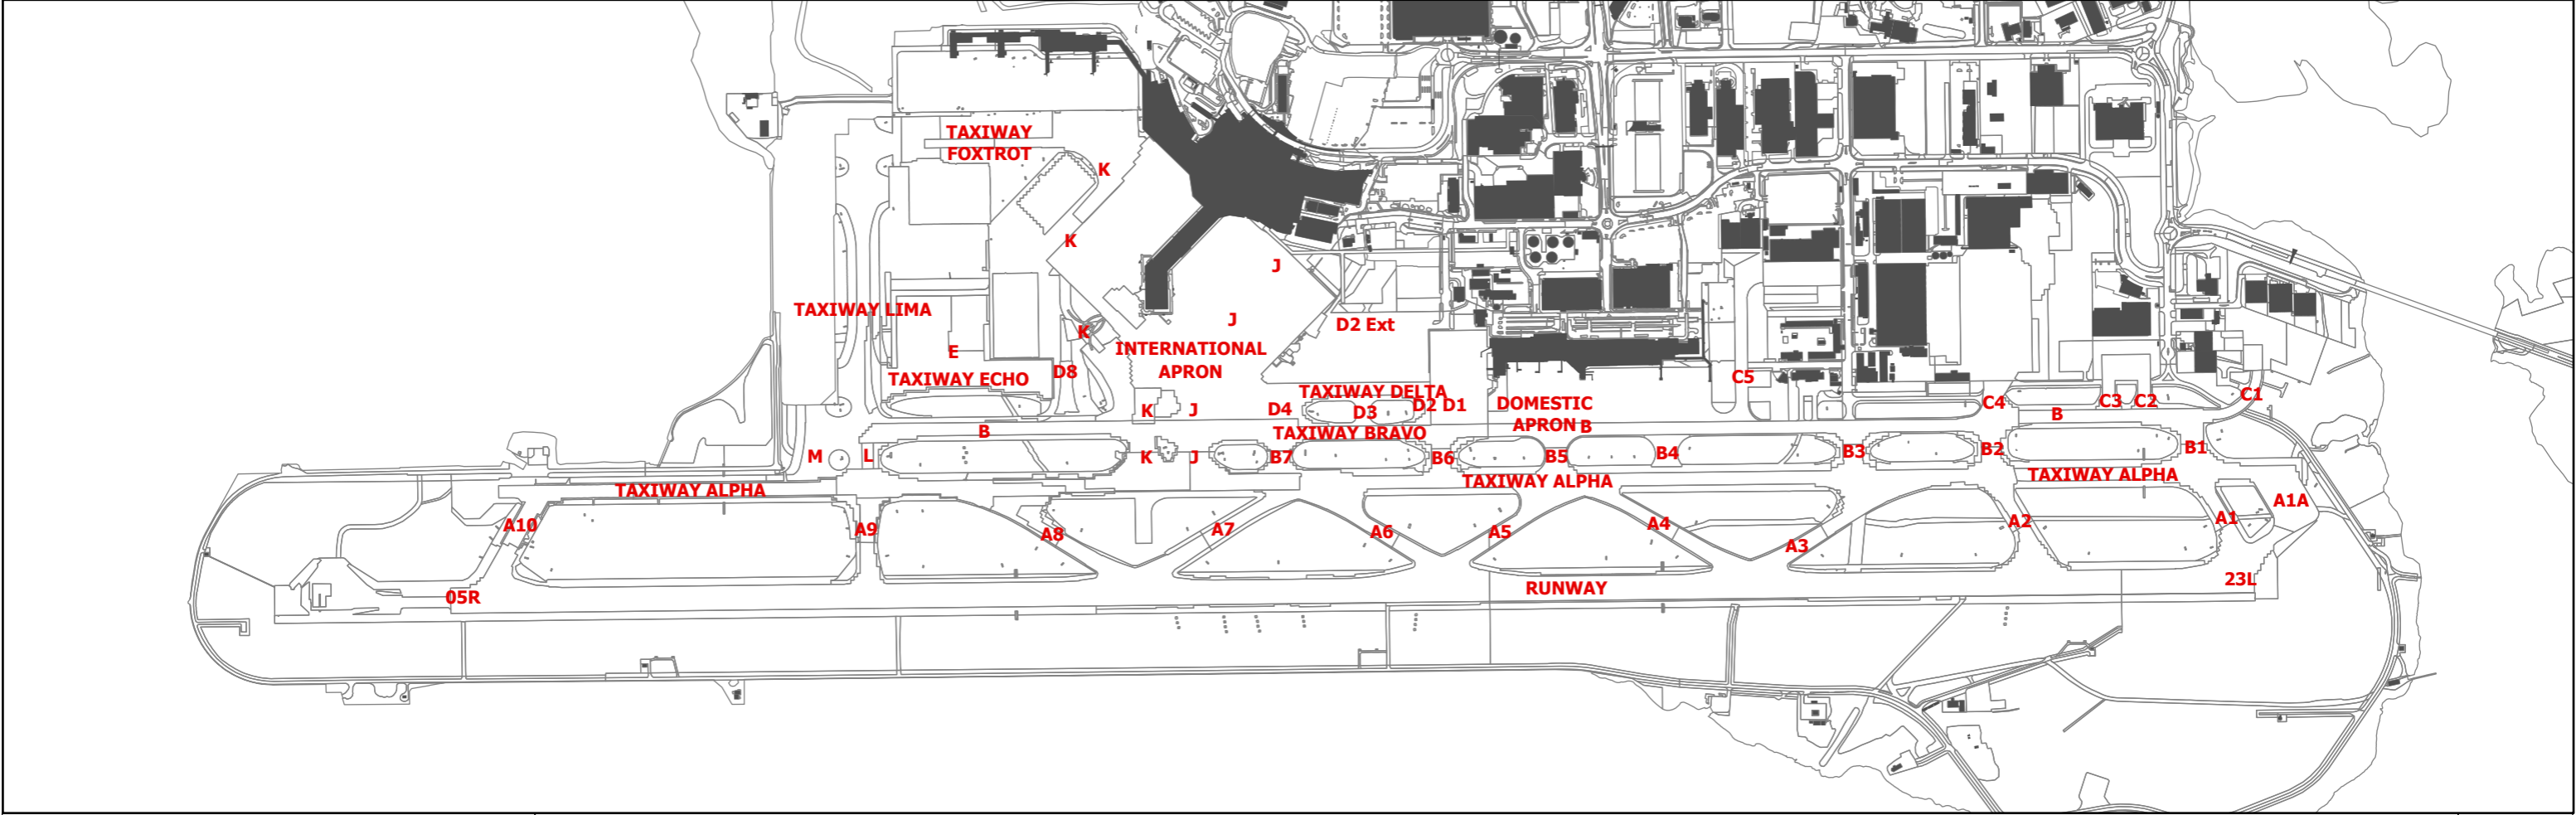 TAXIWAY
FOXTROT
K
K
J
TAXIWAY LIMA
J
D2 Ext
K
E
INTERNATIONAL
APRON
TAXIWAY ECHO
D8
C5
TAXIWAY DELTA
K
J
D4
D3
D2 D1
DOMESTIC
APRON B
C4
B
C3
C2
C1
B
TAXIWAY BRAVO
M
L
K
J
B7
B6
B5
B4
B3
B2
B1
TAXIWAY ALPHA
TAXIWAY ALPHA
TAXIWAY ALPHA
A10
A9
A8
A7
A6
A5
A4
A3
A2
A1
A1A
05R
RUNWAY
23L